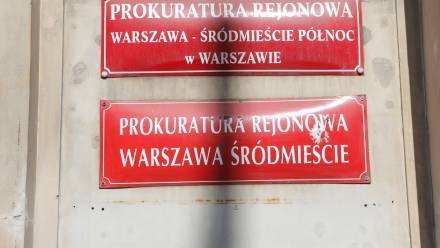 PROKURATURA REJONOWA
WARSZAWA - ŚRÓDMIEŚCIE PÓŁNOC
w WARSZAWIE
PROKURATURA REJONOWA
WARSZAWA ŚRÓDMIEŚCIE